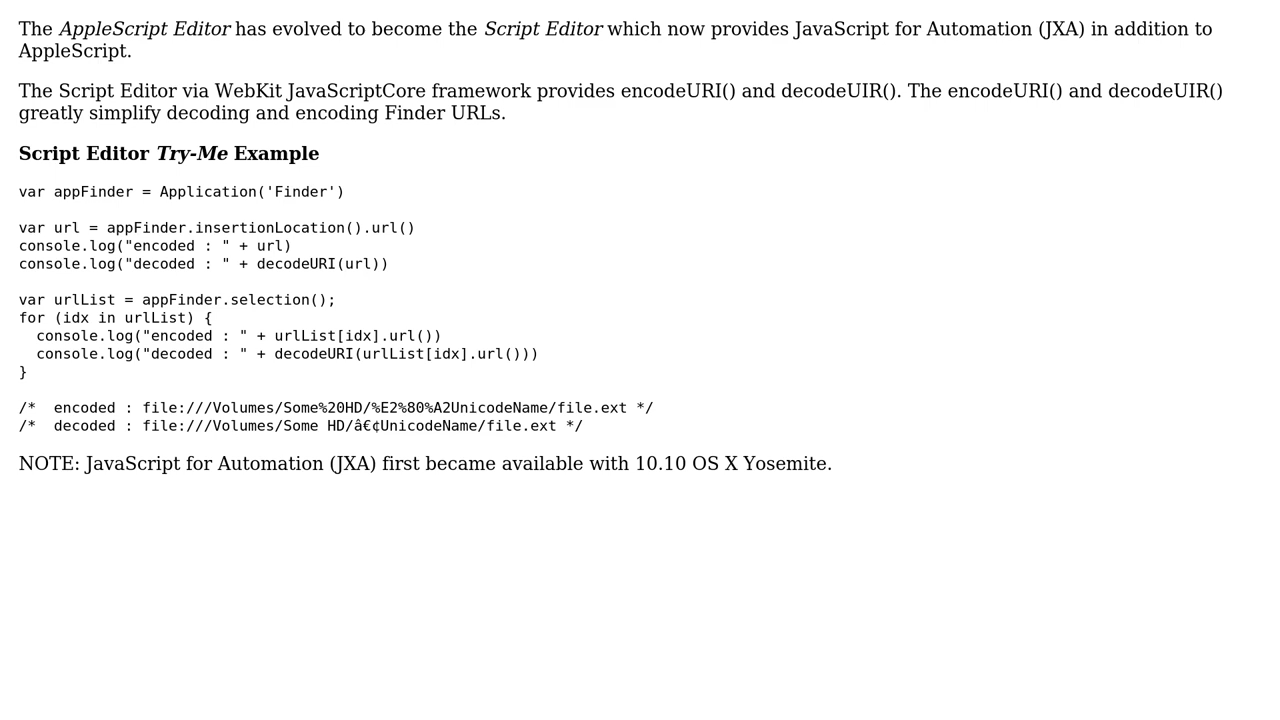 The AppleScript Editor has evolved to become the Script Editor which now provides JavaScript for Automation (JXA) in addition to
AppleScript.
The Script Editor via WebKit JavaScriptCore framework provides encodeURI() and decodeUIR(). The encodeURI() and decodeUIR()
greatly simplify decoding and encoding Finder URLs.
Script Editor Try-Me Example
var appFinder = Application('Finder')
var url = appFinder.insertionLocation().url()
console.log("encoded : " + url)
console.log("decoded : " + decodeURI(url))
var urlList = appFinder.selection();
for (idx in urlList) {
  console.log("encoded : " + urlList[idx].url())
  console.log("decoded : " + decodeURI(urlList[idx].url()))
}
/*  encoded : file:///Volumes/Some%20HD/%E2%80%A2UnicodeName/file.ext */
/*  decoded : file:///Volumes/Some HD/â€¢UnicodeName/file.ext */
NOTE: JavaScript for Automation (JXA) first became available with 10.10 OS X Yosemite.